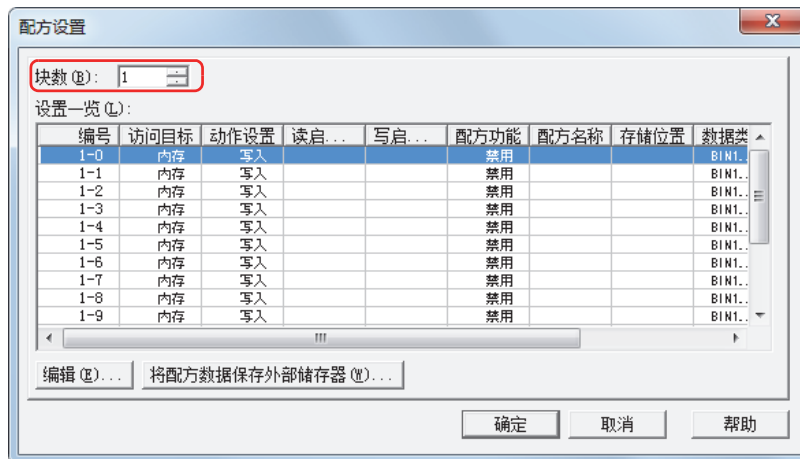 配方设置
块数(B): 1
设置一览(L):
编号 访问目标 动作设置 读启... 写启... 配方功能 配方名称 存储位置 数据类
1-0 内存 写入 禁用 BIN1..
1-1 内存 写入 禁用 BIN1..
1-2 内存 写入 禁用 BIN1..
1-3 内存 写入 禁用 BIN1..
1-4 内存 写入 禁用 BIN1..
1-5 内存 写入 禁用 BIN1..
1-6 内存 写入 禁用 BIN1..
1-7 内存 写入 禁用 BIN1..
1-8 内存 写入 禁用 BIN1..
1-9 内存 写入 禁用 BIN1..
编辑(E)... 将配方数据保存外部储存器(W)...
确定 取消 帮助